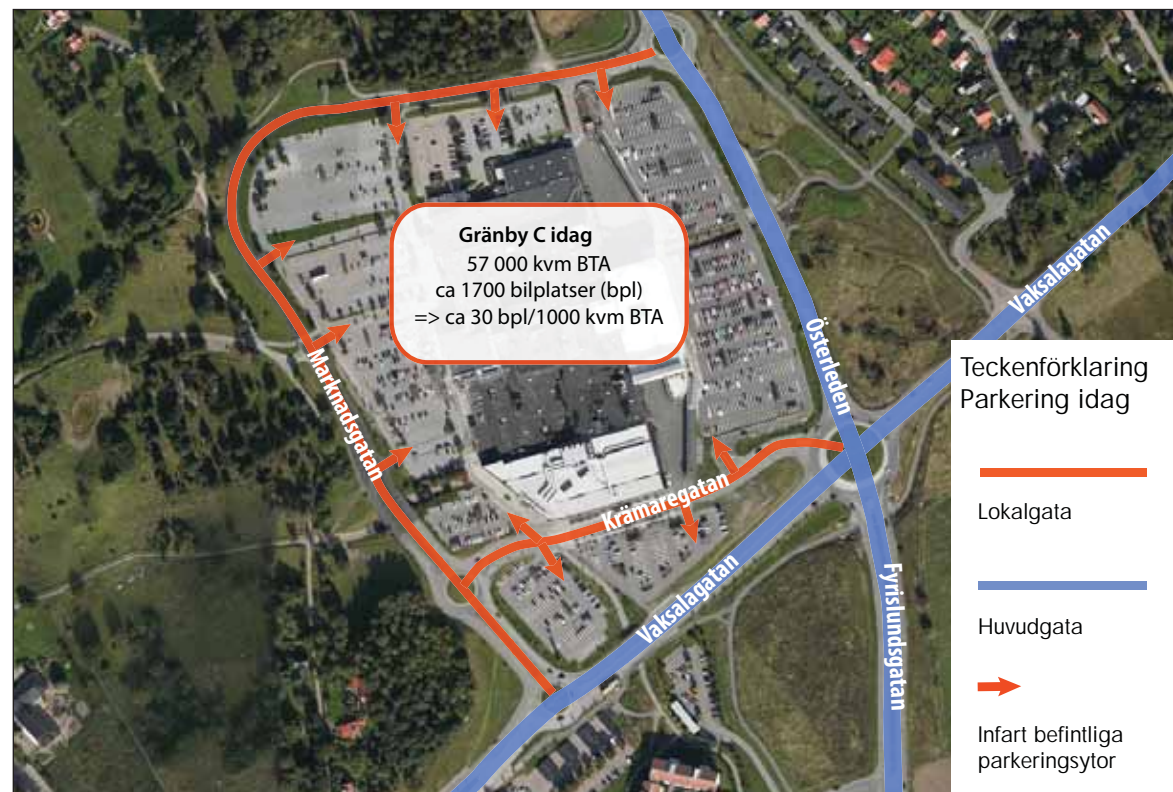 Gränby C idag
57 000 kvm BTA
ca 1700 bilplatser (bpl)
=> ca 30 bpl/1000 kvm BTA
Marknadsgatan
Krämaregatan
Österleden
Vaksalagatan
Vaksalagatan
Fyrislundsgatan
Teckenförklaring
Parkering idag
Lokalgata
Huvudgata
Infart befintliga
parkeringsytor